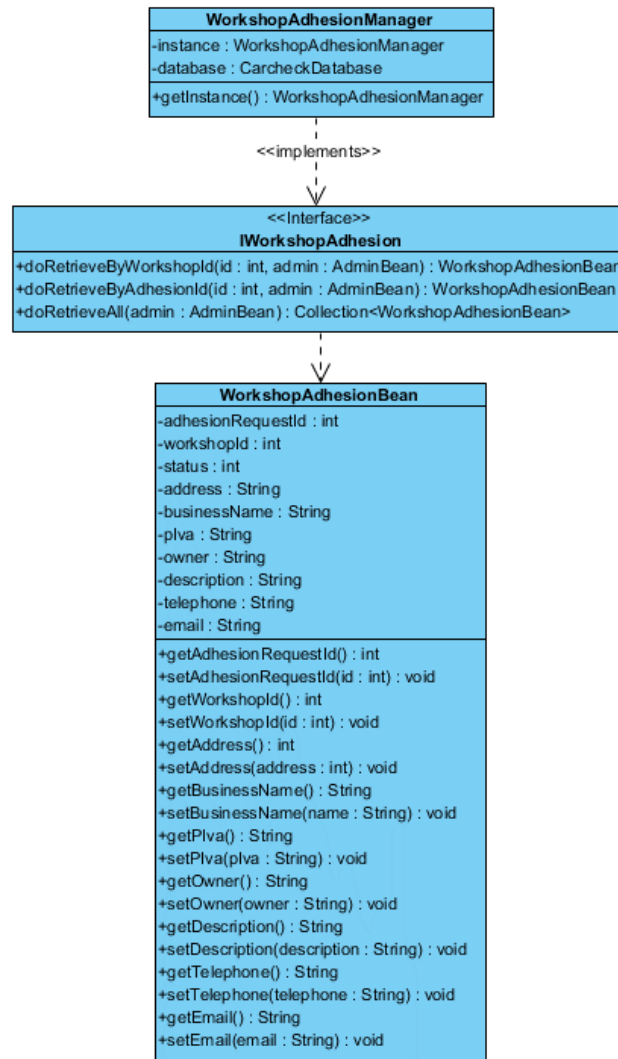 WorkshopAdhesionManager
-instance : WorkshopAdhesionManager
-database : CarcheckDatabase
+getInstance() : WorkshopAdhesionManager
<<implements>>
<<Interface>>
IWorkshopAdhesion
+doRetrieveByWorkshopId(id : int, admin : AdminBean) : WorkshopAdhesionBean
+doRetrieveByAdhesionId(id : int, admin : AdminBean) : WorkshopAdhesionBean
+doRetrieveAll(admin : AdminBean) : Collection<WorkshopAdhesionBean>
WorkshopAdhesionBean
-adhesionRequestId : int
-workshopId : int
-status : int
-address : String
-businessName : String
-pIva : String
-owner : String
-description : String
-telephone : String
-email : String
+getAdhesionRequestId() : int
+setAdhesionRequestId(id : int) : void
+getWorkshopId() : int
+setWorkshopId(id : int) : void
+getAddress() : int
+setAddress(address : int) : void
+getBusinessName() : String
+setBusinessName(name : String) : void
+getPIva() : String
+setPIva(pIva : String) : void
+getOwner() : String
+setOwner(owner : String) : void
+getDescription() : String
+setDescription(description : String) : void
+getTelephone() : String
+setTelephone(telephone : String) : void
+getEmail() : String
+setEmail(email : String) : void